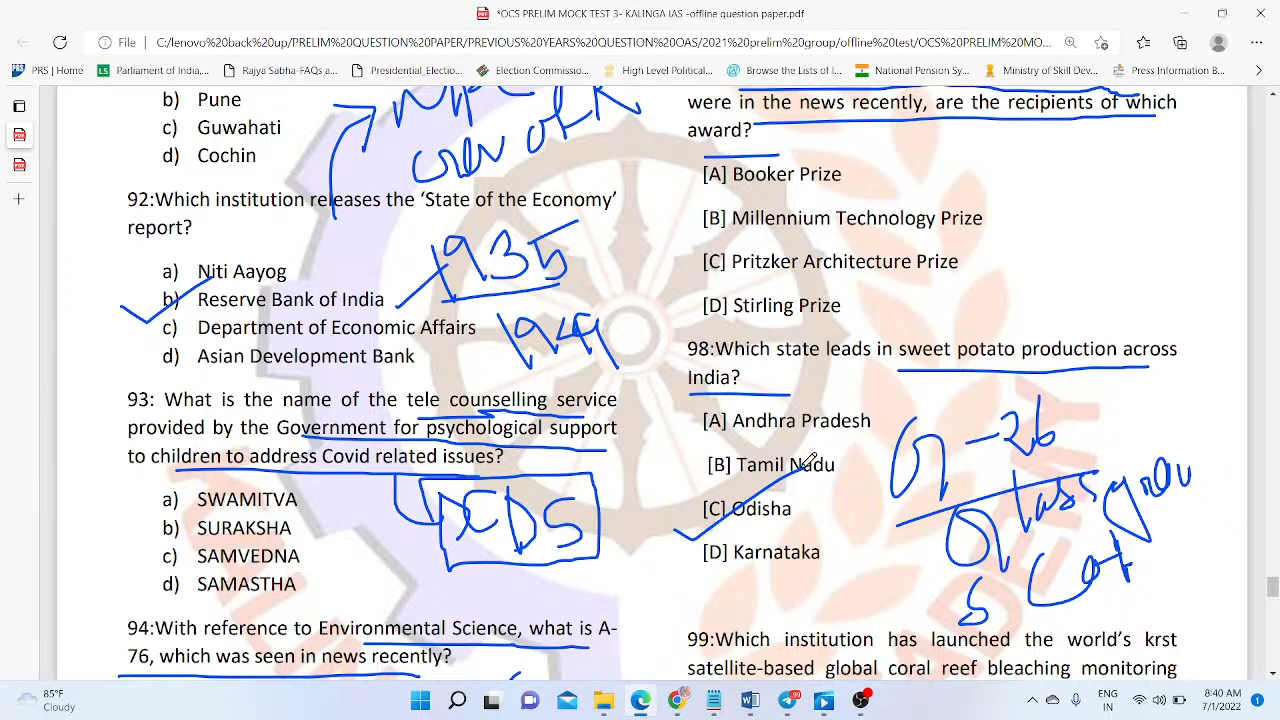 *OCS PRELIM MOCK TEST 3- KALINGA IAS -offline question paper.pdf
File
C:/lenovo%20back%20up/PRELIM%20QUESTION%20PAPER/PREVIOUS%20YEARS%20QUESTION%20OAS/2021%20prelim%20group/offline%20test/OCS%20PRELIM%20MO...
PRS | Home
Parliament of India,...
Rajya Sabha-FAQs a...
Presidential_Electio...
Election Commissio...
High Level Political...
Browse the Lists of I...
National Pension Sy...
Ministry of Skill Dev...
Press Information B...
b) Pune
c) Guwahati
d) Cochin
92:Which institution releases the ‘State of the Economy’
report?
1935
a) Niti Aayog
b) Reserve Bank of India
c) Department of Economic Affairs
d) Asian Development Bank
1949
93: What is the name of the tele counselling service
provided by the Government for psychological support
to children to address Covid related issues?
a) SWAMITVA
b) SURAKSHA
c) SAMVEDNA
d) SAMASTHA
94:With reference to Environmental Science, what is A-
76, which was seen in news recently?
were in the news recently, are the recipients of which
award?
[A] Booker Prize
[B] Millennium Technology Prize
[C] Pritzker Architecture Prize
[D] Stirling Prize
98:Which state leads in sweet potato production across
India?
[A] Andhra Pradesh
[B] Tamil Nadu
[C] Odisha
[D] Karnataka
99:Which institution has launched the world’s krst
satellite-based global coral reef bleaching monitoring
85°F
Cloudy
99
ENG
IN
8:40 AM
7/1/2022